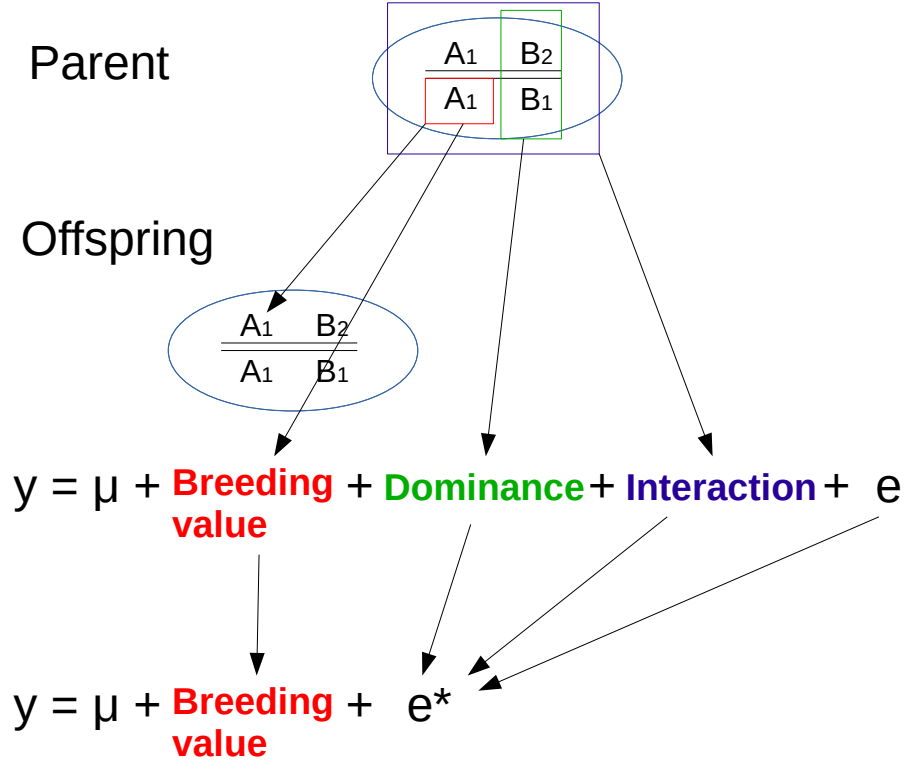 Parent
A1 B2
A1 B1
Offspring
A1 B2
A1 B1
y = μ + Breeding value + Dominance + Interaction + e
y = μ + Breeding value + e*